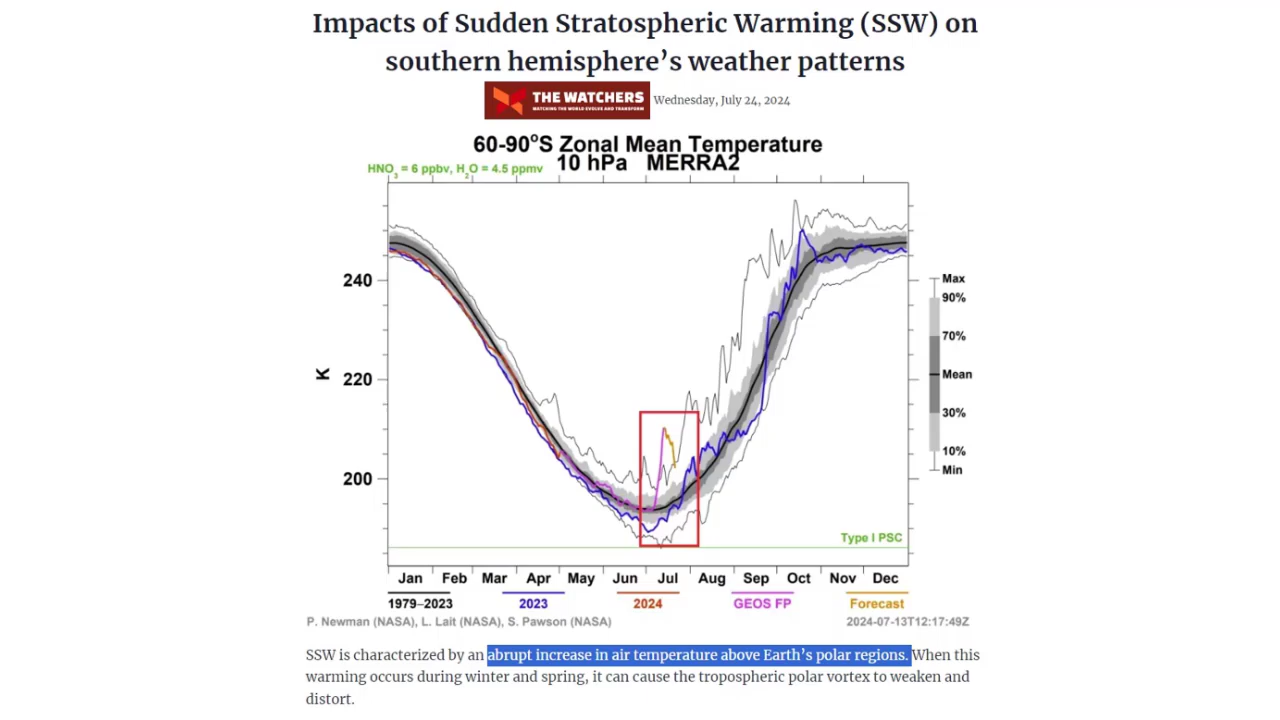 Impacts of Sudden Stratospheric Warming (SSW) on
southern hemisphere’s weather patterns
THE WATCHERS
WATCHING THE WORLD EVOLVE AND TRANSFORM
Wednesday, July 24, 2024
60-90°S Zonal Mean Temperature
10 hPa MERRA2
HNO3 = 6 ppbv, H2O = 4.5 ppmv
240
220
200
K
Max
90%
70%
Mean
30%
10%
Min
Type I PSC
Jan Feb Mar Apr May Jun Jul Aug Sep Oct Nov Dec
1979–2023 2023 2024 GEOS FP Forecast
P. Newman (NASA), L. Lait (NASA), S. Pawson (NASA) 2024-07-13T12:17:49Z
SSW is characterized by an abrupt increase in air temperature above Earth’s polar regions. When this
warming occurs during winter and spring, it can cause the tropospheric polar vortex to weaken and
distort.